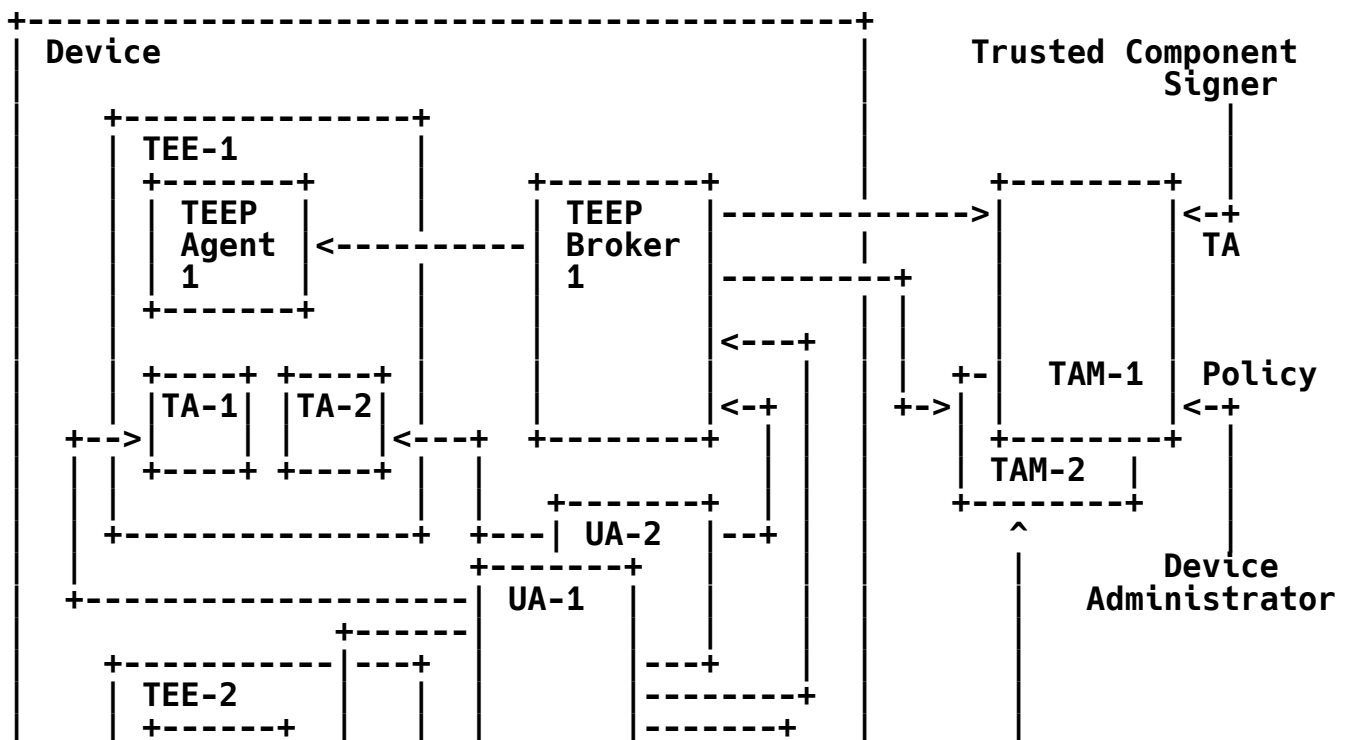 Device
Trusted Component
Signer
TEE-1
TEEP
Agent
1
TEEP
Broker
1
TA
TA-1
TA-2
TAM-1
Policy
TAM-2
UA-2
UA-1
Device
Administrator
TEE-2